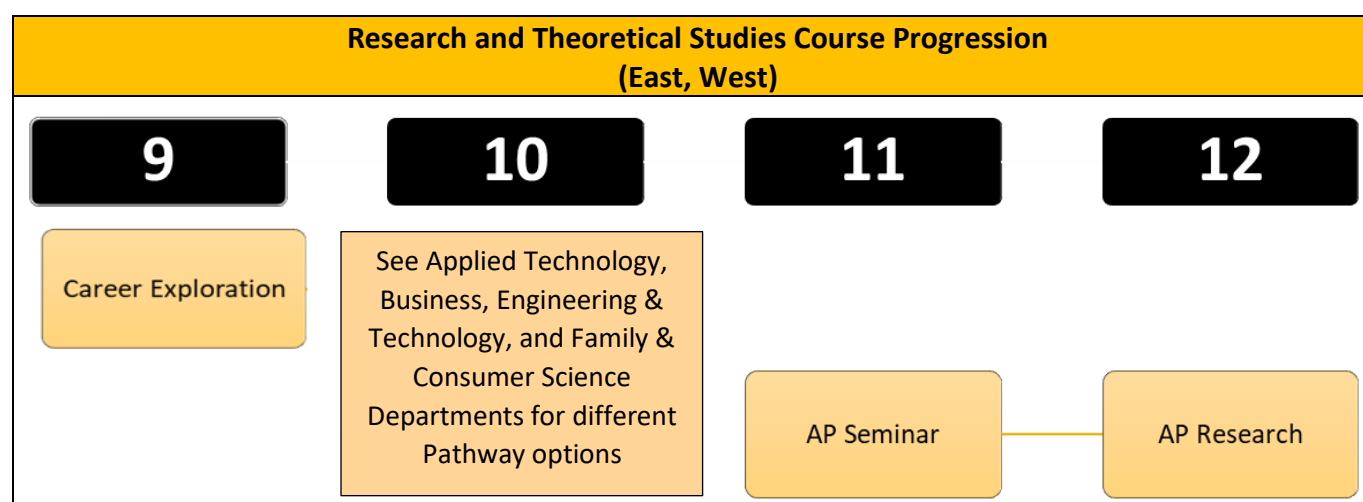 Research and Theoretical Studies Course Progression
(East, West)
9
10
11
12
Career Exploration
See Applied Technology,
Business, Engineering &
Technology, and Family &
Consumer Science
Departments for different
Pathway options
AP Seminar
AP Research